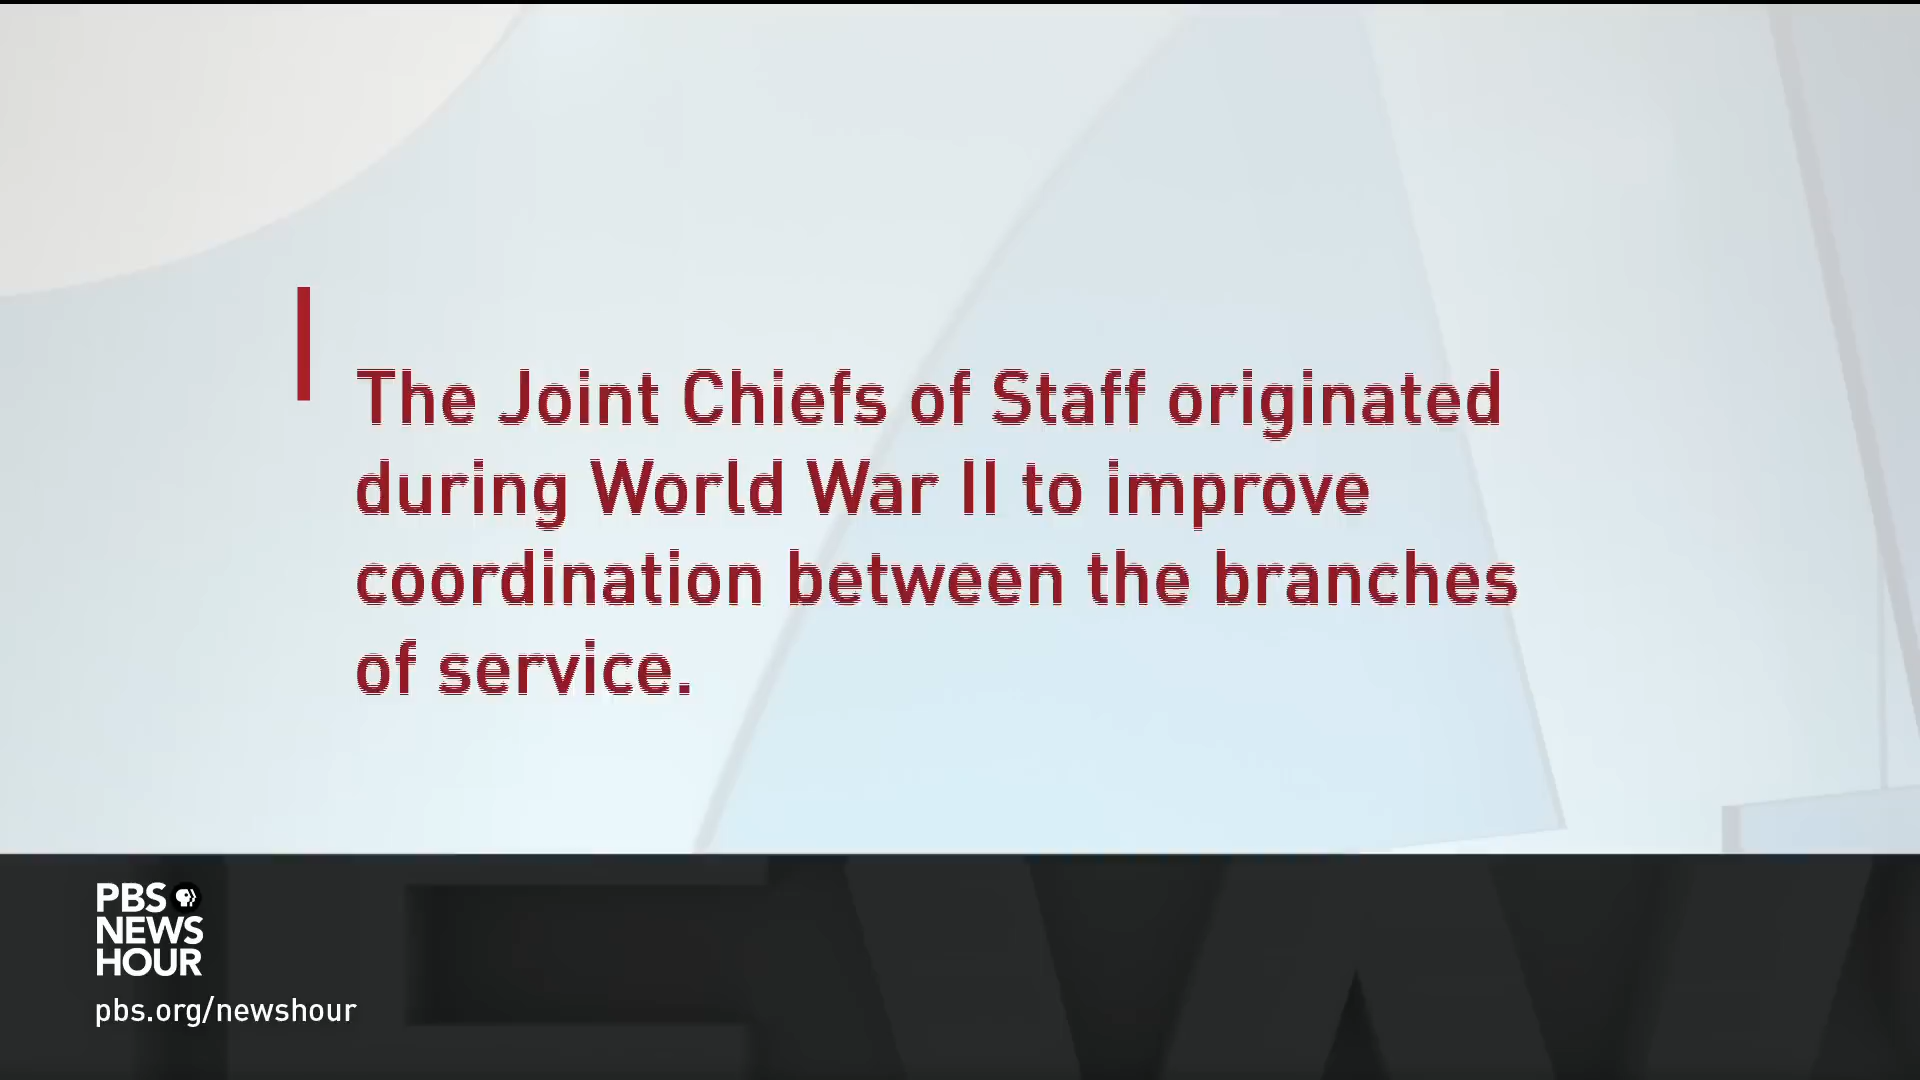 The Joint Chiefs of Staff originated
during World War II to improve
coordination between the branches
of service.
PBS
NEWS
HOUR
pbs.org/newshour